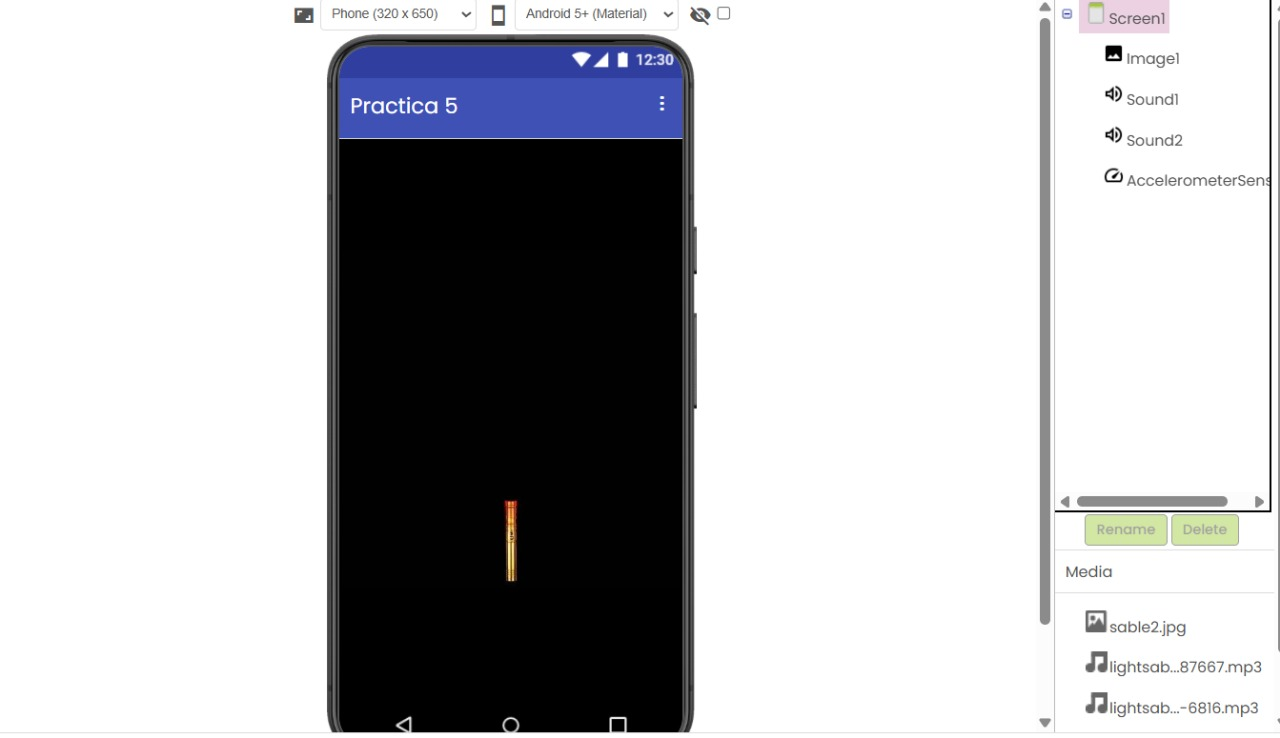 Phone (320 x 650)
Android 5+ (Material)
12:30
Practica 5
Screen1
Image1
Sound1
Sound2
AccelerometerSens
Rename
Delete
Media
sable2.jpg
lightsab...87667.mp3
lightsab...-6816.mp3